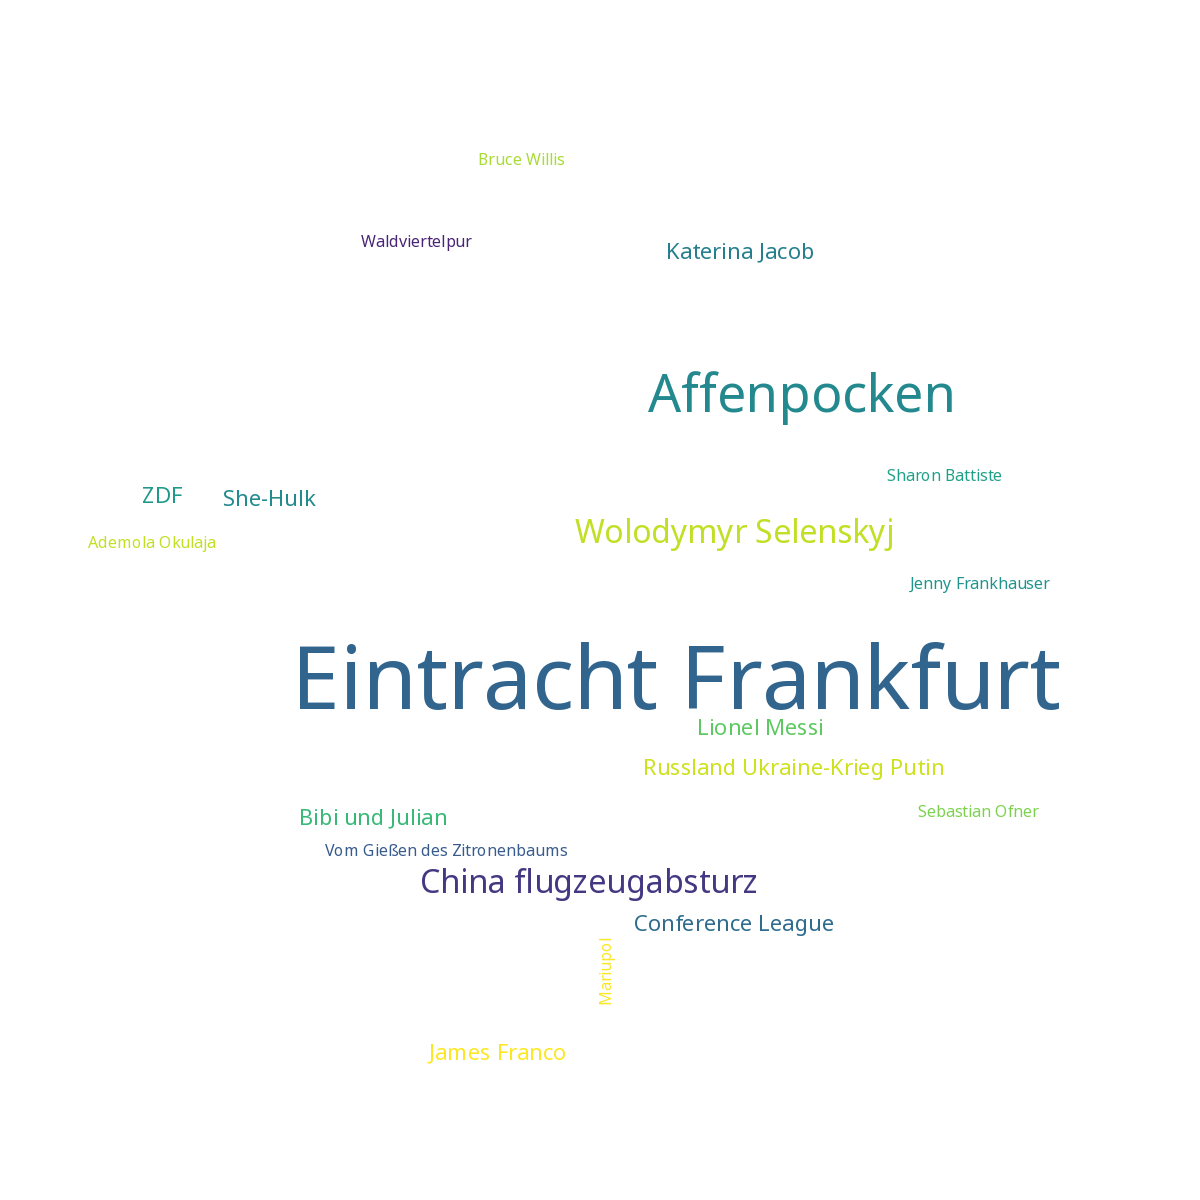 Bruce Willis
Waldviertelpur
Katerina Jacob
Affenpocken
Sharon Battiste
ZDF
She-Hulk
Wolodymyr Selenskyj
Ademola Okulaja
Jenny Frankhauser
Eintracht Frankfurt
Lionel Messi
Russland Ukraine-Krieg Putin
Bibi und Julian
Sebastian Ofner
Vom Gießen des Zitronenbaums
China flugzeugabsturz
Conference League
Mariupol
James Franco